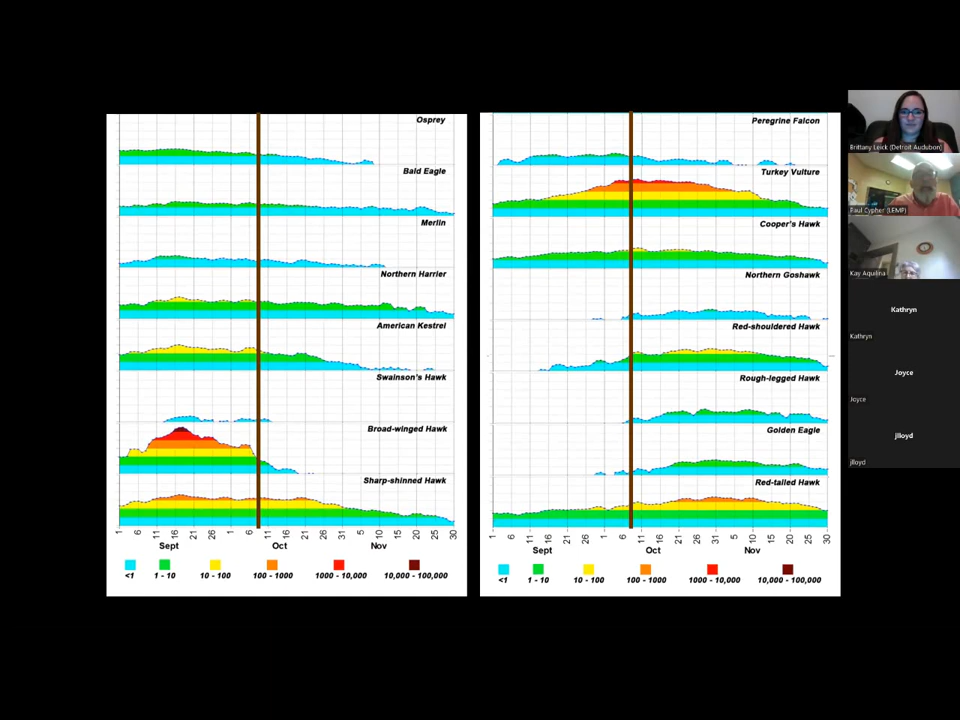 Osprey
Bald Eagle
Merlin
Northern Harrier
American Kestrel
Swainson's Hawk
Broad-winged Hawk
Sharp-shinned Hawk
1 6 11 16 21 26 1 6 11 16 21 26 31 5 10 15 20 25 30
Sept Oct Nov
<1 1 - 10 10 - 100 100 - 1000 1000 - 10,000 10,000 - 100,000
Peregrine Falcon
Turkey Vulture
Cooper's Hawk
Northern Goshawk
Red-shouldered Hawk
Rough-legged Hawk
Golden Eagle
Red-tailed Hawk
1 6 11 16 21 26 1 6 11 16 21 26 31 5 10 15 20 25 30
Sept Oct Nov
<1 1 - 10 10 - 100 100 - 1000 1000 - 10,000 10,000 - 100,000
Brittany Leick (Detroit Audubon)
Paul Cypher (LEMP)
Kay Aquilina
Kathryn
Kathryn
Joyce
Joyce
jlloyd
jlloyd